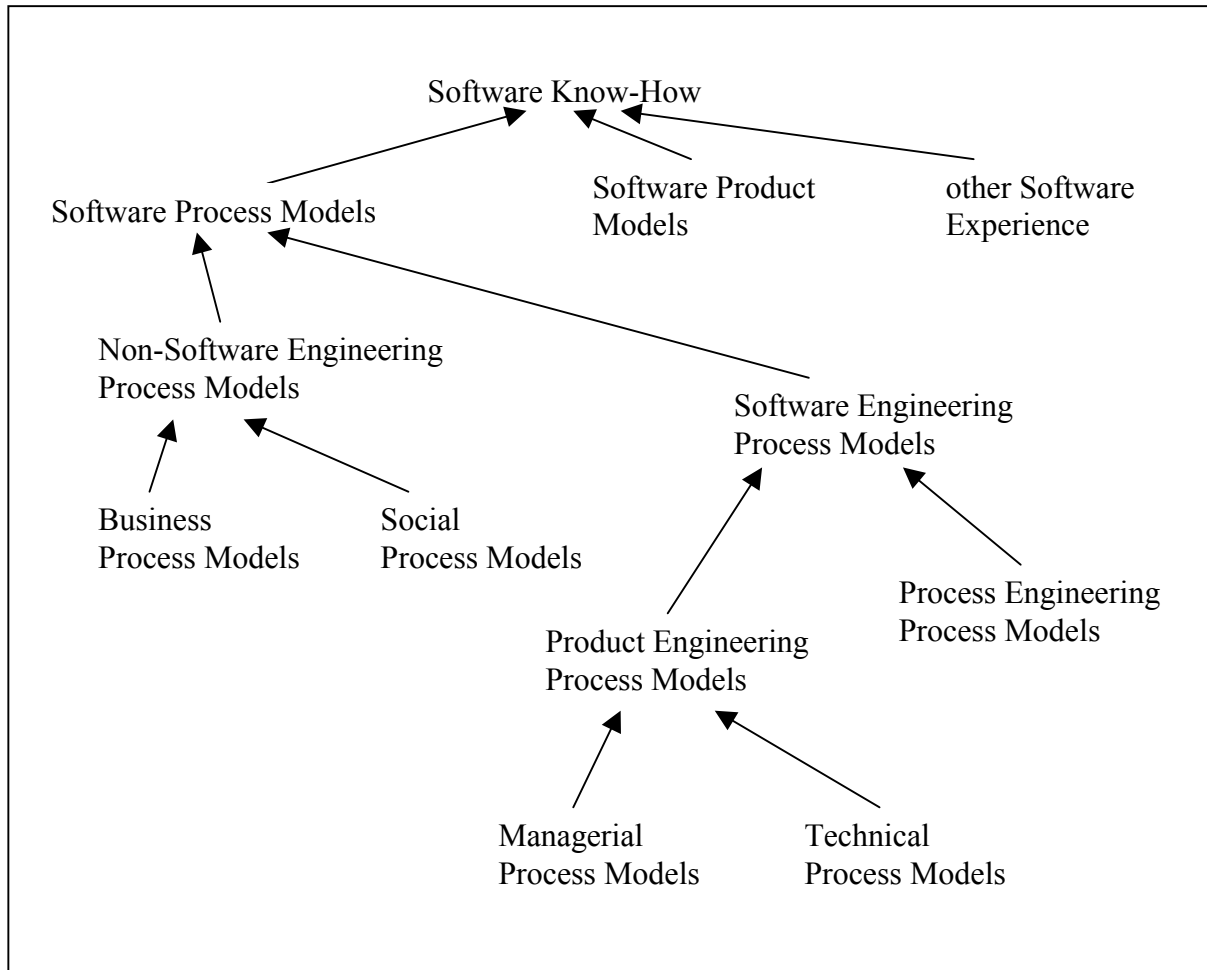 Software Know-How
Software Product
Models
other Software
Experience
Software Process Models
Non-Software Engineering
Process Models
Software Engineering
Process Models
Business
Process Models
Social
Process Models
Process Engineering
Process Models
Product Engineering
Process Models
Managerial
Process Models
Technical
Process Models